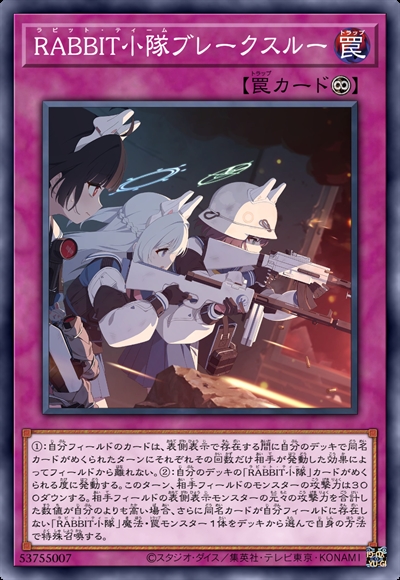 ラビット・ティーム
RABBIT小隊ブレークスルー
トラップ
罠
トラップ
【罠カード】
①:自分フィールドのカードは、表側表示で存在する間に自分のデッキで同名
カードがめくられたターンにそれぞれその回数だけ相手が発動した効果によ
ってフィールドから離れない。②:自分のデッキの「RABBIT小隊」カードがめく
られる度に発動する。このターン、相手フィールドのモンスターの攻撃力は３０
０ダウンする。相手フィールドの表側表示モンスターの元々の攻撃力を合計し
た数値が自分のよりも高い場合、さらに同名カードが自分フィールドに存在し
ない「RABBIT小隊」魔法・罠モンスター１体をデッキから選んで自身の方法
で特殊召喚する。
53755007
©スタジオ・ダイス／集英社・テレビ東京・KONAMI